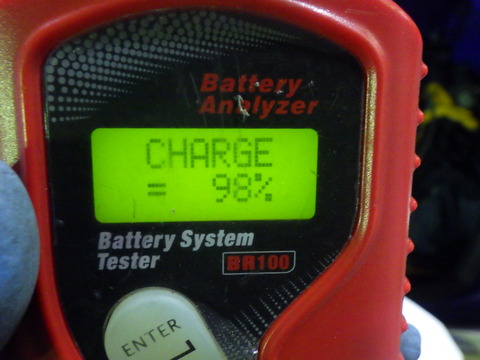 Battery
Analyzer
CHARGE
= 98%
Battery System
Tester
BR100
ENTER